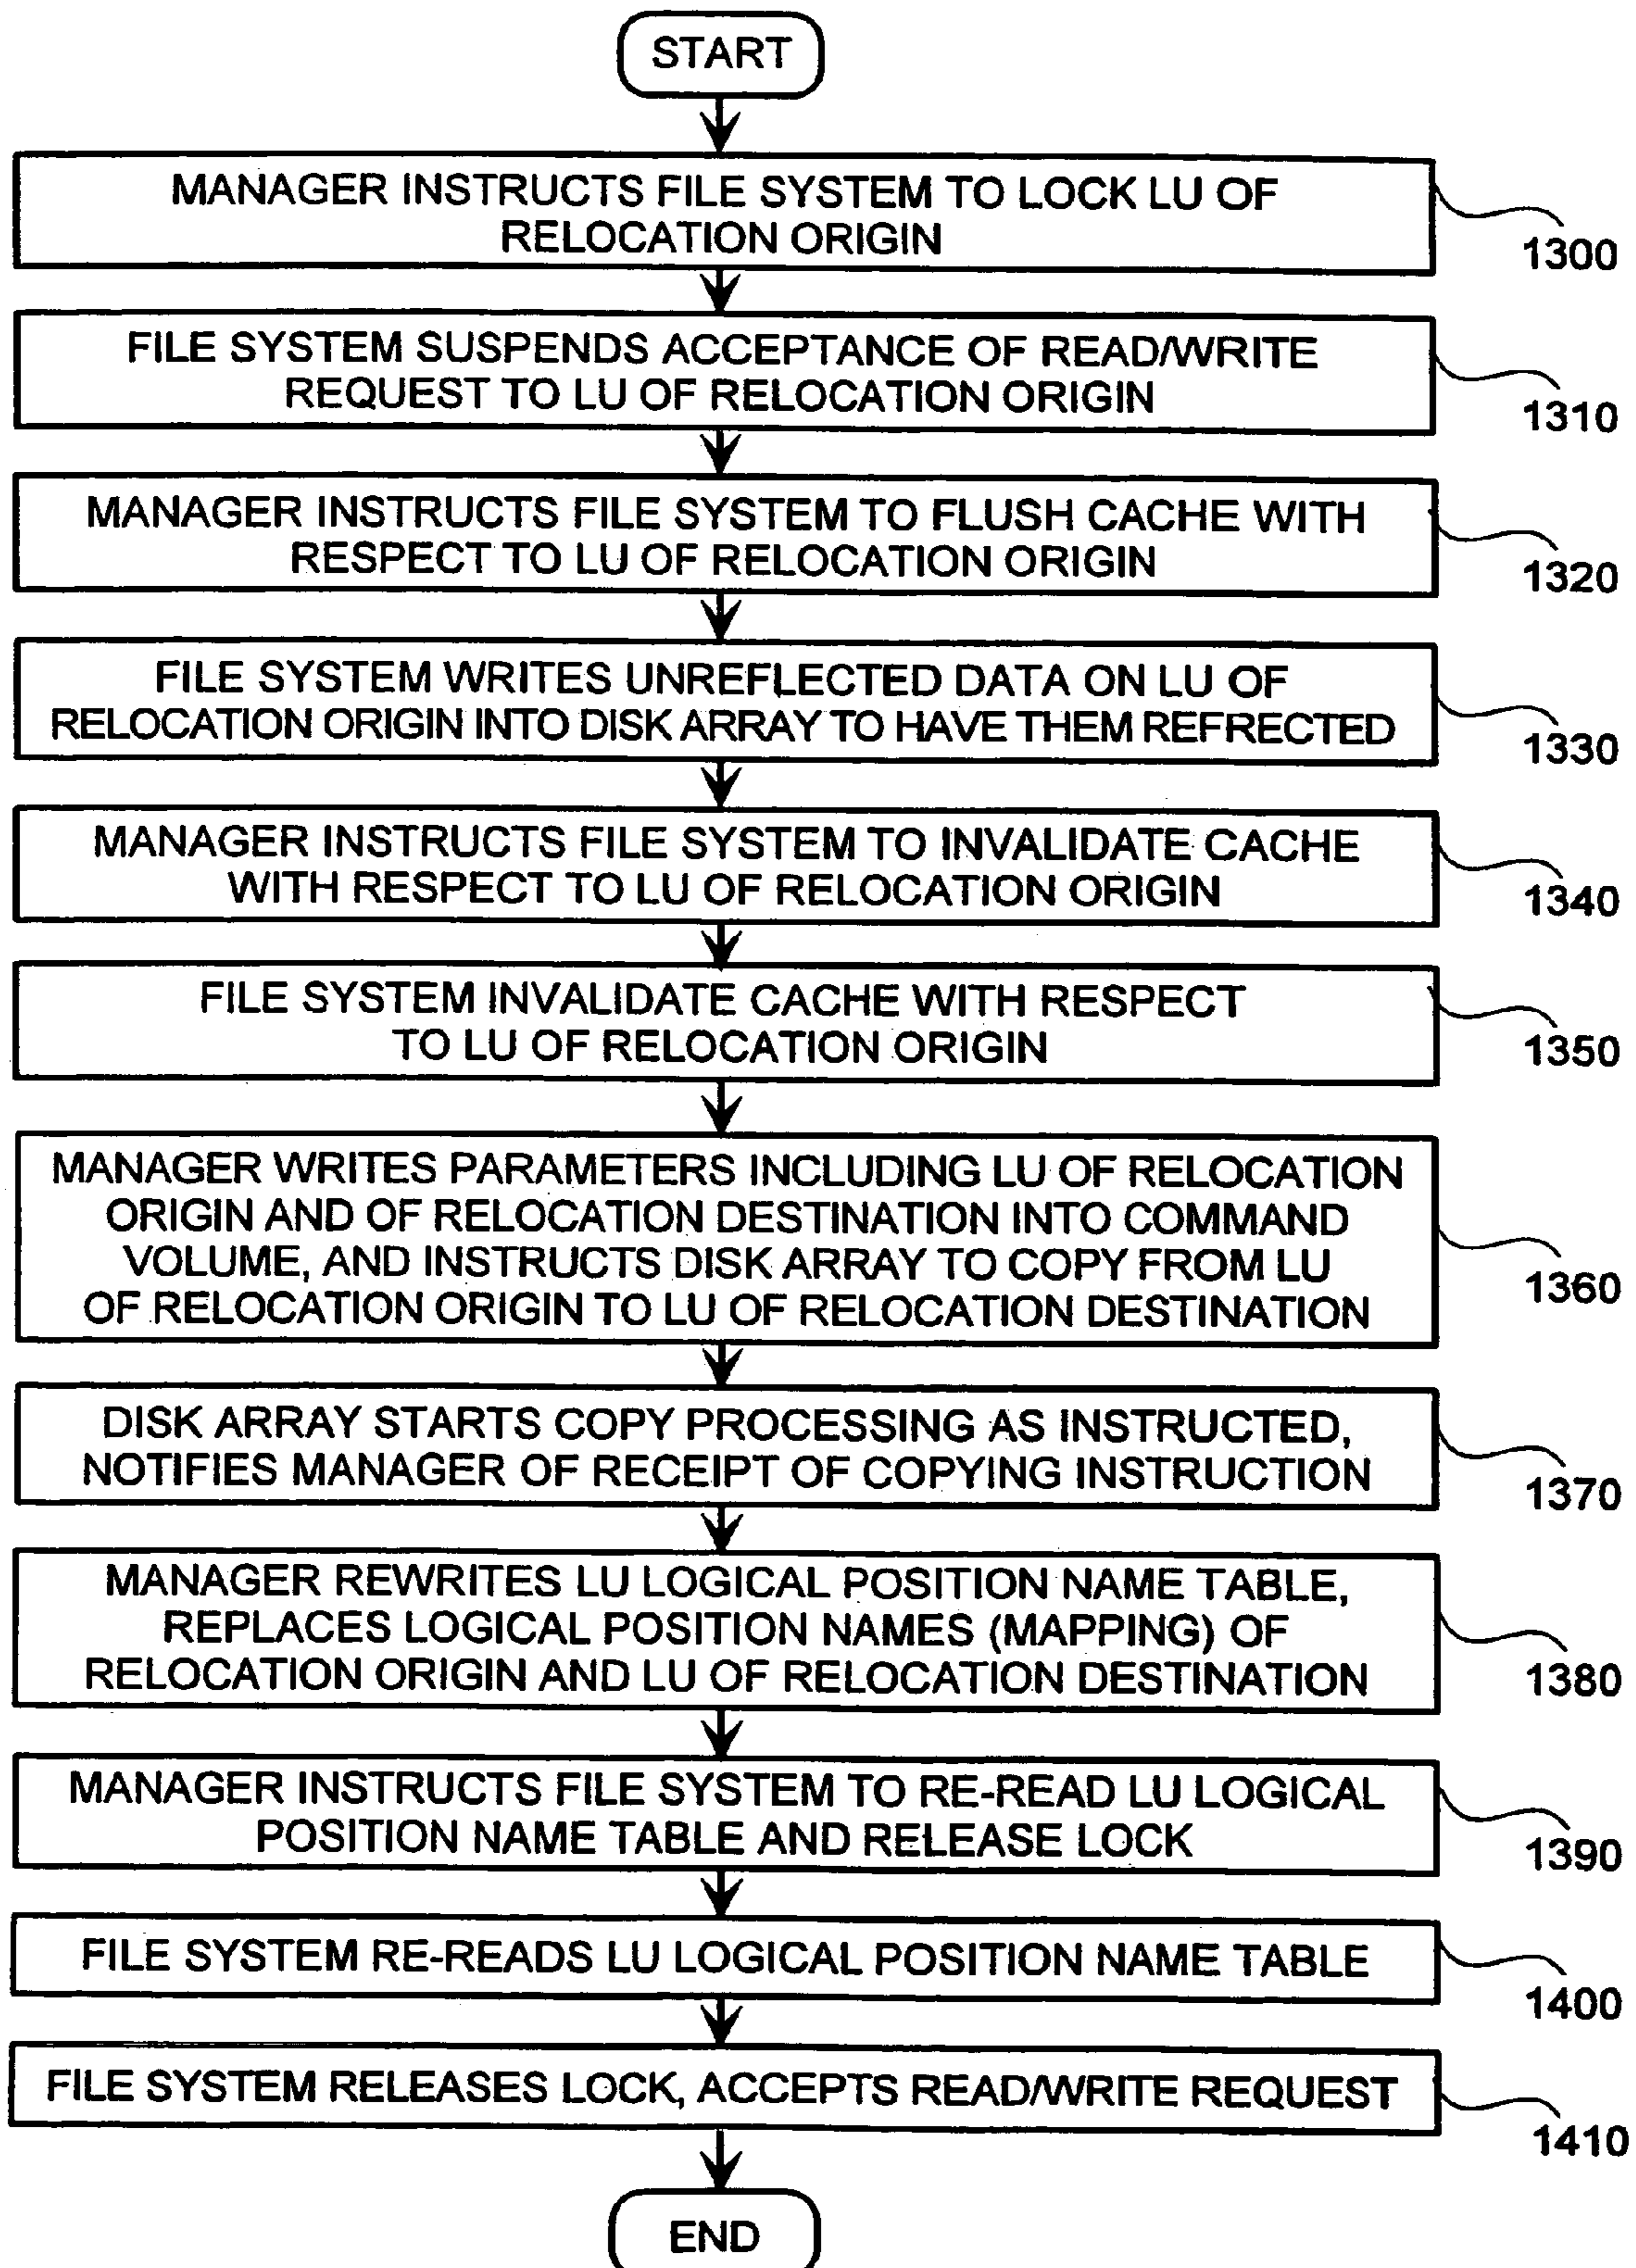 START
MANAGER INSTRUCTS FILE SYSTEM TO LOCK LU OF
RELOCATION ORIGIN
1300
FILE SYSTEM SUSPENDS ACCEPTANCE OF READ/WRITE
REQUEST TO LU OF RELOCATION ORIGIN
1310
MANAGER INSTRUCTS FILE SYSTEM TO FLUSH CACHE WITH
RESPECT TO LU OF RELOCATION ORIGIN
1320
FILE SYSTEM WRITES UNREFLECTED DATA ON LU OF
RELOCATION ORIGIN INTO DISK ARRAY TO HAVE THEM REFRECTED
1330
MANAGER INSTRUCTS FILE SYSTEM TO INVALIDATE CACHE
WITH RESPECT TO LU OF RELOCATION ORIGIN
1340
FILE SYSTEM INVALIDATE CACHE WITH RESPECT
TO LU OF RELOCATION ORIGIN
1350
MANAGER WRITES PARAMETERS INCLUDING LU OF RELOCATION
ORIGIN AND OF RELOCATION DESTINATION INTO COMMAND
VOLUME, AND INSTRUCTS DISK ARRAY TO COPY FROM LU
OF RELOCATION ORIGIN TO LU OF RELOCATION DESTINATION
1360
DISK ARRAY STARTS COPY PROCESSING AS INSTRUCTED,
NOTIFIES MANAGER OF RECEIPT OF COPYING INSTRUCTION
1370
MANAGER REWRITES LU LOGICAL POSITION NAME TABLE,
REPLACES LOGICAL POSITION NAMES (MAPPING) OF
RELOCATION ORIGIN AND LU OF RELOCATION DESTINATION
1380
MANAGER INSTRUCTS FILE SYSTEM TO RE-READ LU LOGICAL
POSITION NAME TABLE AND RELEASE LOCK
1390
FILE SYSTEM RE-READS LU LOGICAL POSITION NAME TABLE
1400
FILE SYSTEM RELEASES LOCK, ACCEPTS READ/WRITE REQUEST
1410
END